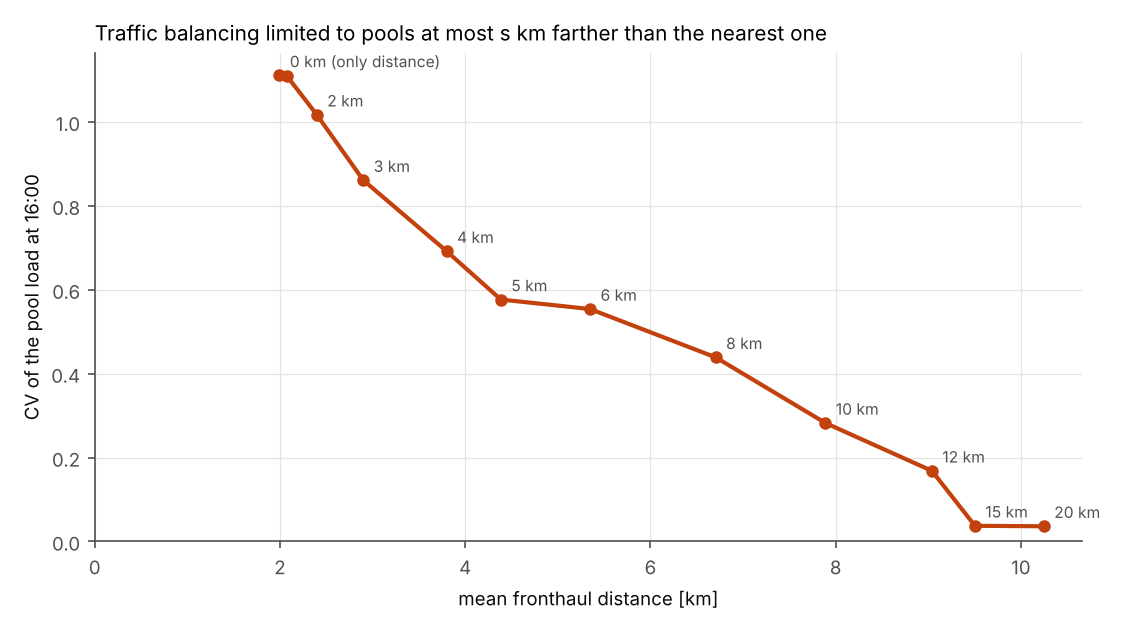 Traffic balancing limited to pools at most s km farther than the nearest one
0 km (only distance)
2 km
3 km
4 km
5 km
6 km
8 km
10 km
12 km
15 km
20 km
CV of the pool load at 16:00
1.0
0.8
0.6
0.4
0.2
0.0
0
2
4
6
8
10
mean fronthaul distance [km]